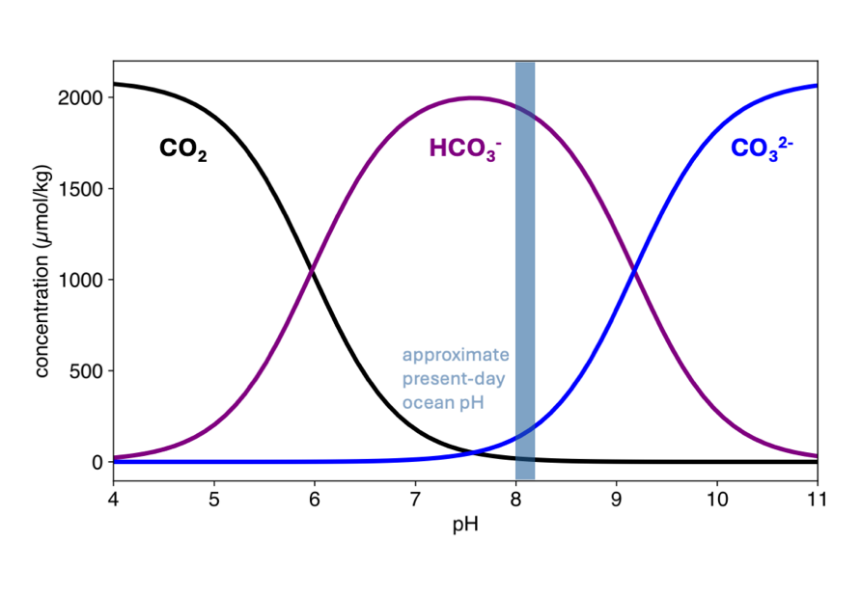 2000
1500
1000
500
0
concentration (µmol/kg)
CO₂
HCO₃⁻
CO₃²⁻
approximate
present-day
ocean pH
4 5 6 7 8 9 10 11
pH